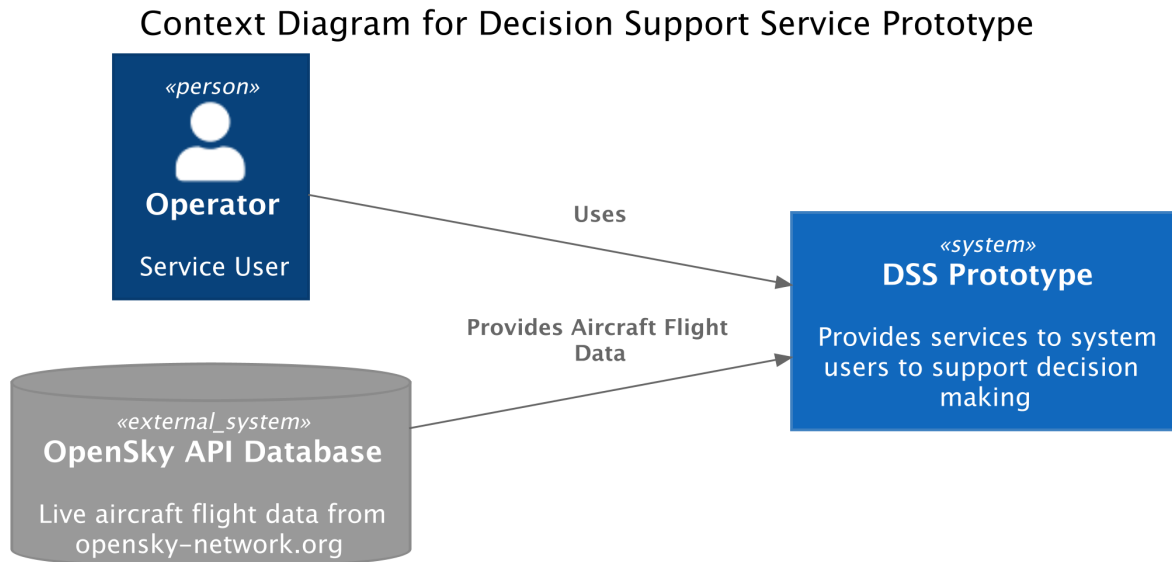 Context Diagram for Decision Support Service Prototype
«person»
Operator
Service User
Uses
Provides Aircraft Flight
Data
«system»
DSS Prototype
Provides services to system
users to support decision
making
«external_system»
OpenSky API Database
Live aircraft flight data from
opensky-network.org